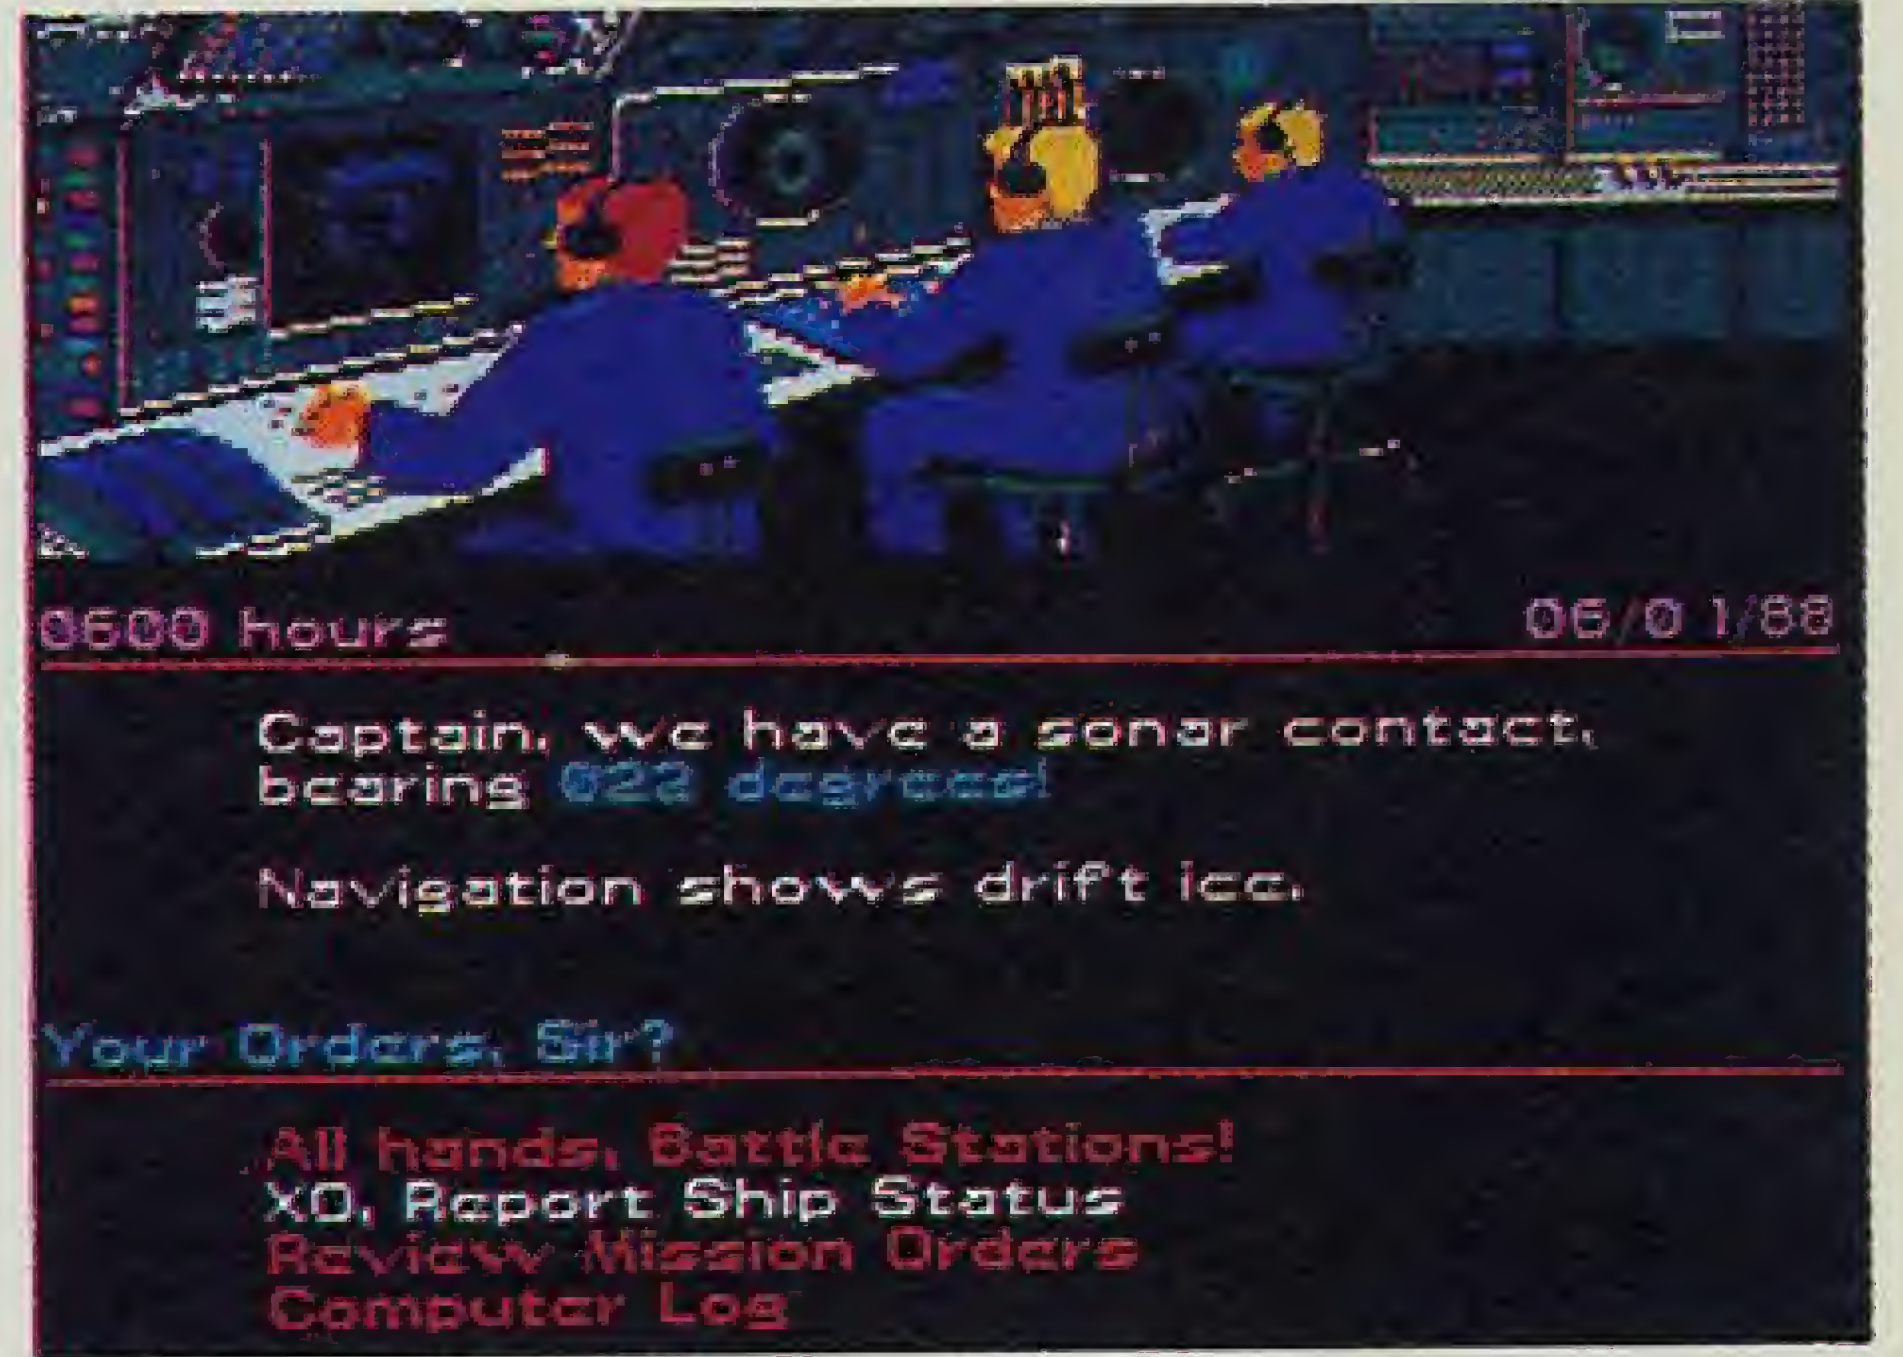 0600 hours
06/01/88
Captain, we have a sonar contact,
bearing 022 degrees!
Navigation shows drift ice.
Your Orders, Sir?
All hands, Battle Stations!
XO, Report Ship Status
Review Mission Orders
Computer Log